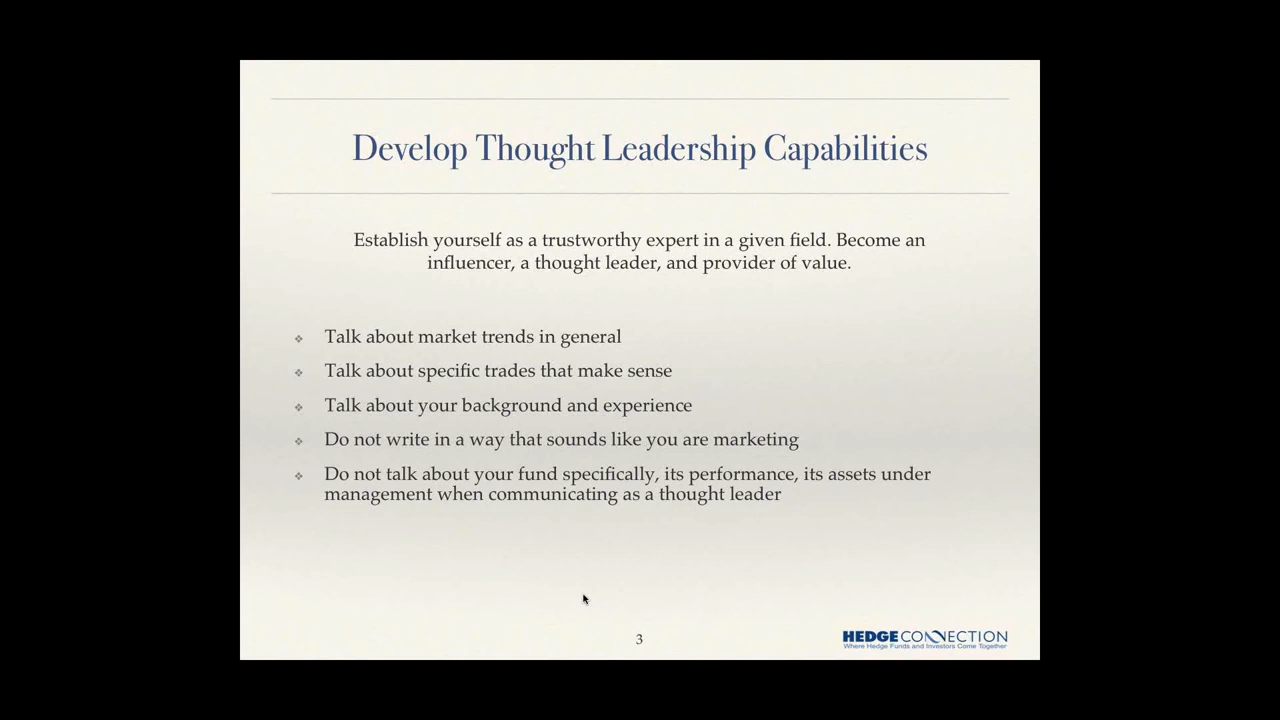 Develop Thought Leadership Capabilities
Establish yourself as a trustworthy expert in a given field. Become an
influencer, a thought leader, and provider of value.
Talk about market trends in general
Talk about specific trades that make sense
Talk about your background and experience
Do not write in a way that sounds like you are marketing
Do not talk about your fund specifically, its performance, its assets under
management when communicating as a thought leader
3
HEDGECONNECTION
Where Hedge Funds and Investors Come Together